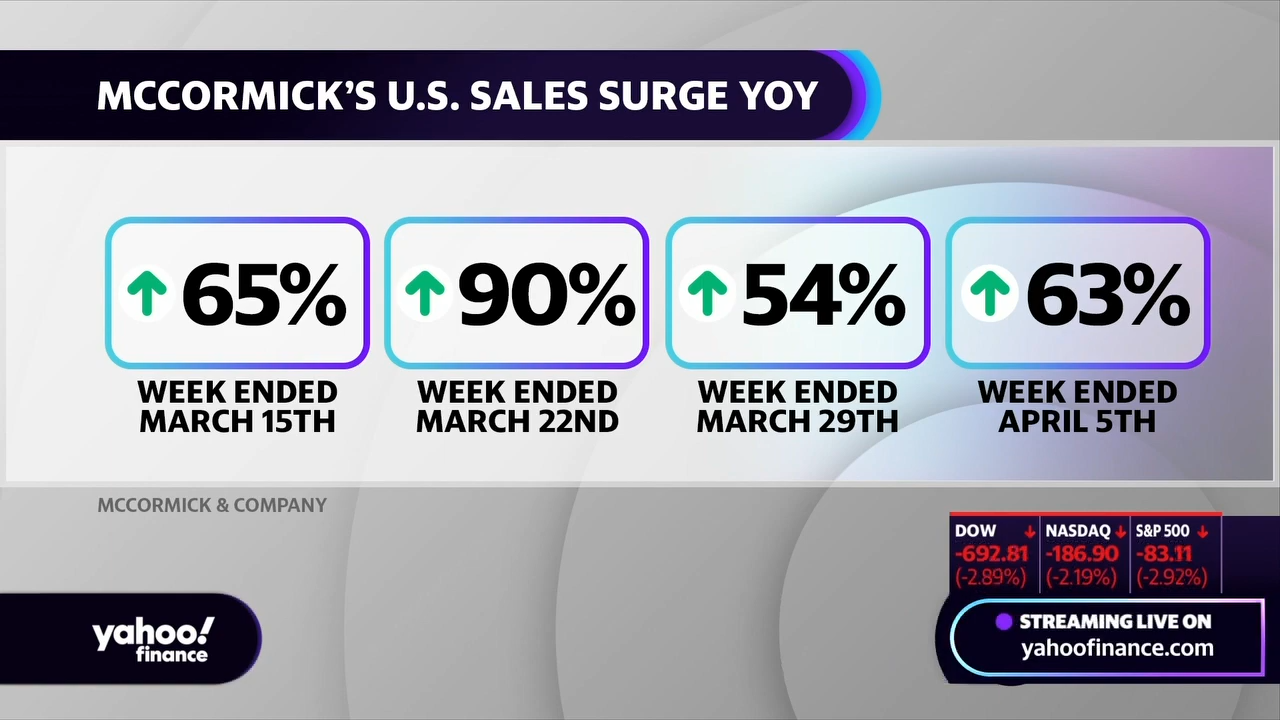 MCCORMICK'S U.S. SALES SURGE YOY
65%
WEEK ENDED
MARCH 15TH
90%
WEEK ENDED
MARCH 22ND
54%
WEEK ENDED
MARCH 29TH
63%
WEEK ENDED
APRIL 5TH
MCCORMICK & COMPANY
DOW
-692.81
(-2.89%)
NASDAQ
-186.90
(-2.19%)
S&P 500
-83.11
(-2.92%)
yahoo!
finance
STREAMING LIVE ON
yahoofinance.com